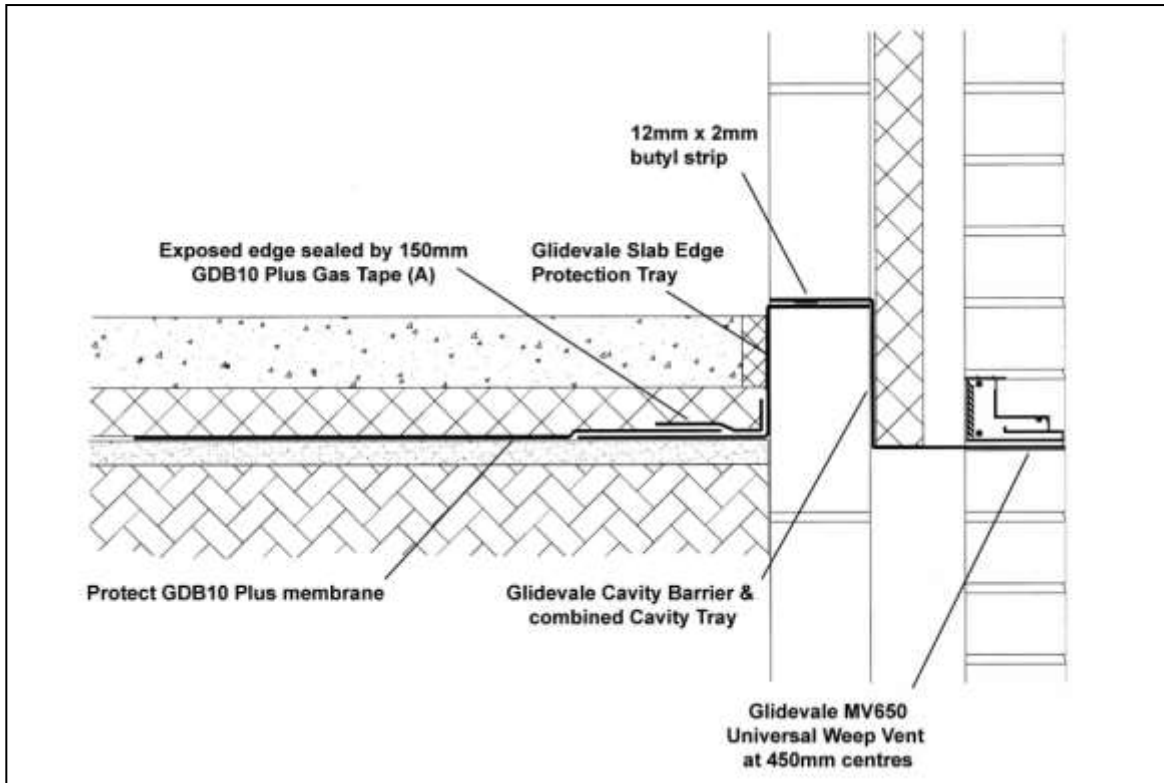 12mm x 2mm
butyl strip
Exposed edge sealed by 150mm
GDB10 Plus Gas Tape (A)
Glidevale Slab Edge
Protection Tray
Protect GDB10 Plus membrane
Glidevale Cavity Barrier &
combined Cavity Tray
Glidevale MV650
Universal Weep Vent
at 450mm centres